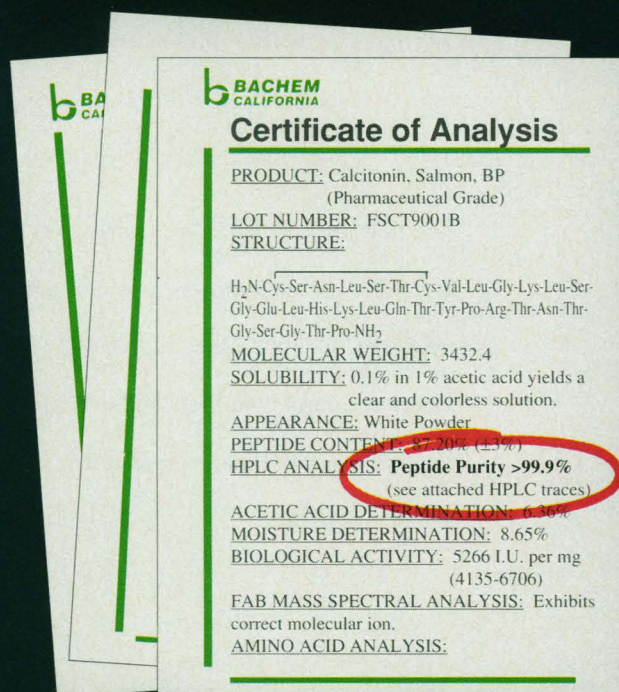 BA
CA
BACHEM
CALIFORNIA
Certificate of Analysis
PRODUCT: Calcitonin, Salmon, BP
(Pharmaceutical Grade)
LOT NUMBER: FSCT9001B
STRUCTURE:
H₂N-Cys-Ser-Asn-Leu-Ser-Thr-Cys-Val-Leu-Gly-Lys-Leu-Ser-
Gly-Glu-Leu-His-Lys-Leu-Gln-Thr-Tyr-Pro-Arg-Thr-Asn-Thr-
Gly-Ser-Gly-Thr-Pro-NH₂
MOLECULAR WEIGHT: 3432.4
SOLUBILITY: 0.1% in 1% acetic acid yields a
clear and colorless solution.
APPEARANCE: White Powder
PEPTIDE CONTENT: 87.20% (±3%)
HPLC ANALYSIS: Peptide Purity >99.9%
(see attached HPLC traces)
ACETIC ACID DETERMINATION: 6.36%
MOISTURE DETERMINATION: 8.65%
BIOLOGICAL ACTIVITY: 5266 I.U. per mg
(4135-6706)
FAB MASS SPECTRAL ANALYSIS: Exhibits
correct molecular ion.
AMINO ACID ANALYSIS: